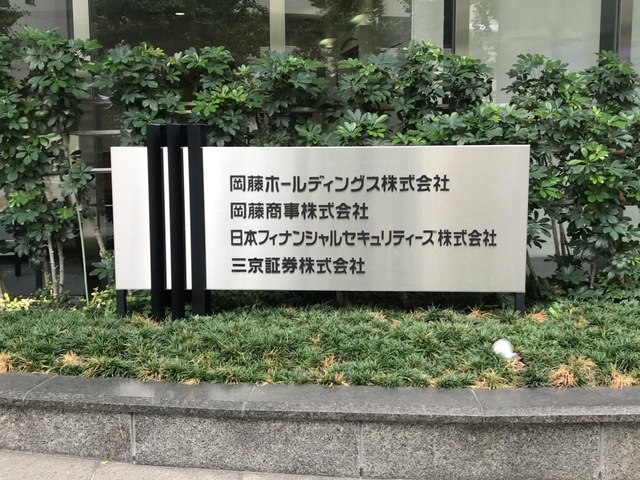 岡藤ホールディングス株式会社
岡藤商事株式会社
日本フィナンシャルセキュリティーズ株式会社
三京証券株式会社